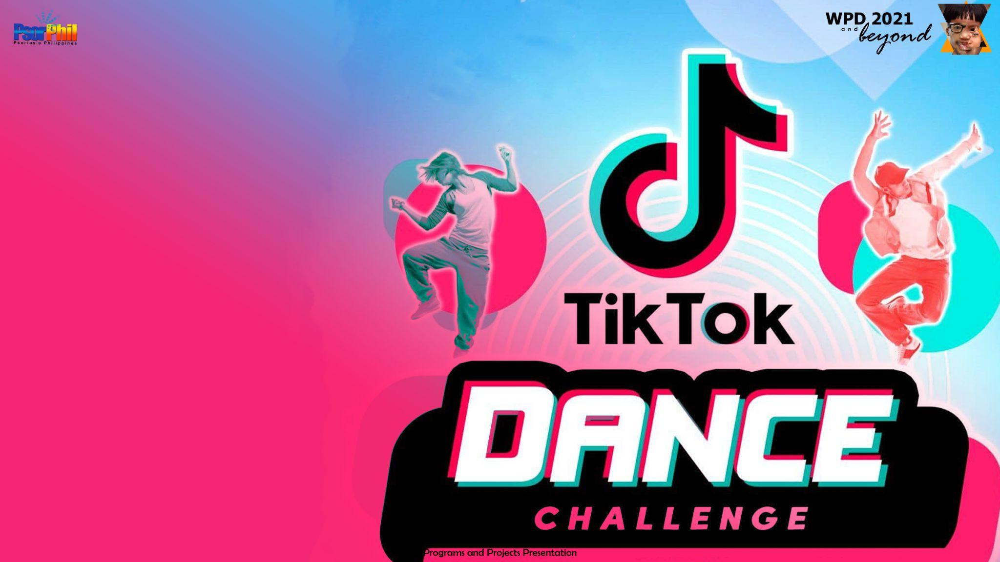 PsorPhil
Psoriasis Philippines
WPD 2021
and
beyond
TikTok
DANCE
CHALLENGE
Programs and Projects Presentation